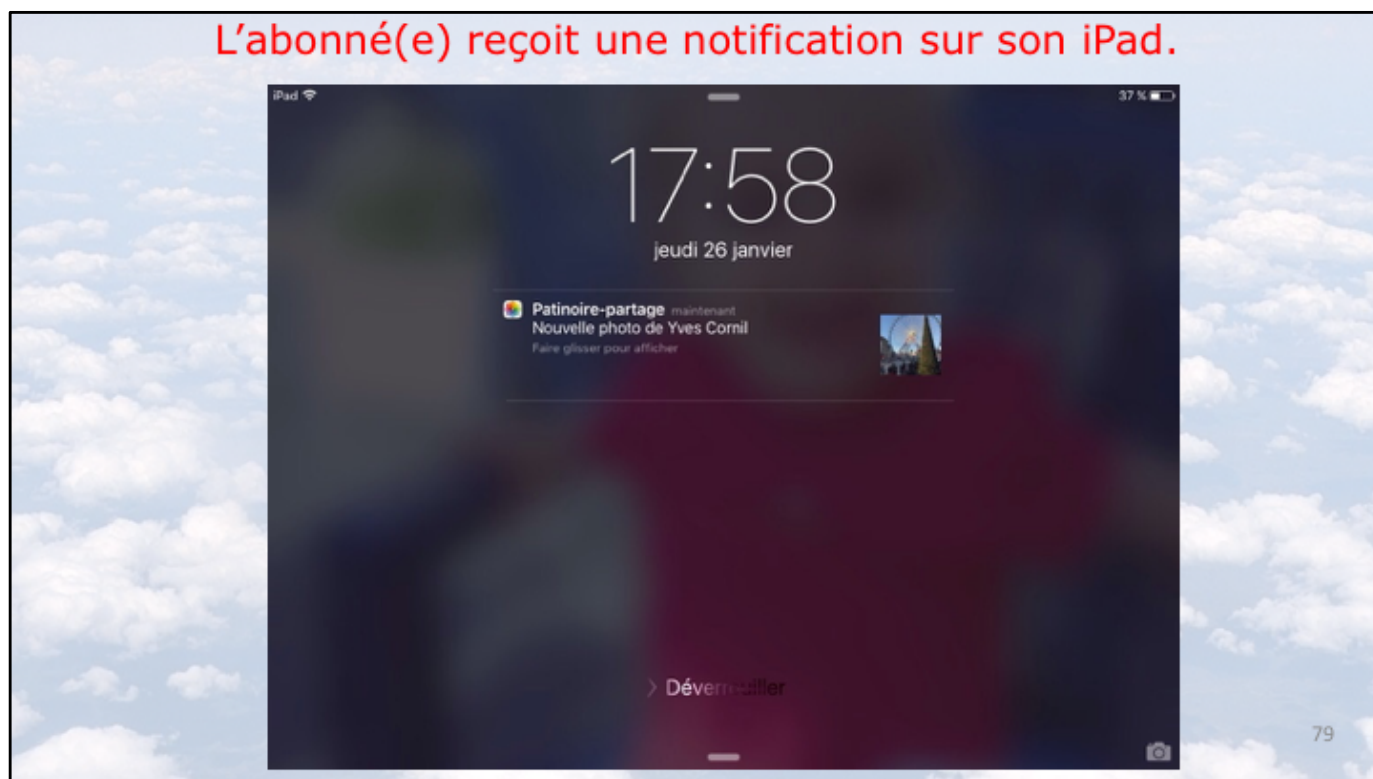 L’abonné(e) reçoit une notification sur son iPad.
iPad 37 %
17:58
jeudi 26 janvier
Patinoire-partage maintenant
Nouvelle photo de Yves Cornil
Faire glisser pour afficher
> Déverrouiller
79